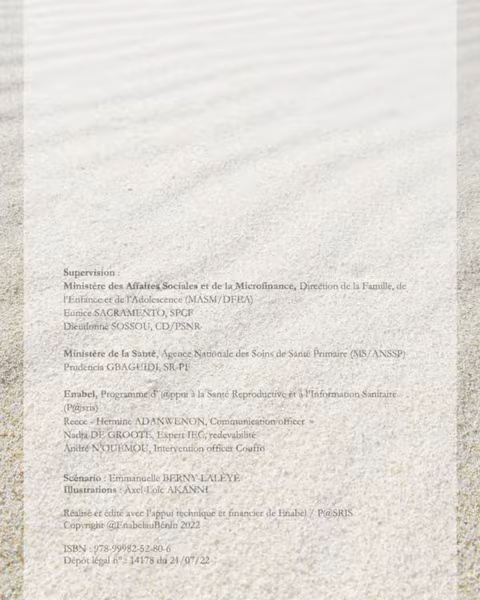 Supervision :
Ministère des Affaires Sociales et de la Microfinance, Direction de la Famille, de
l'Enfance et de l'Adolescence (MASM/DFEA)
Eunice SACRAMENTO, SPCF
Dieudonné SOSSOU, CD/PSNR
Ministère de la Santé, Agence Nationale des Soins de Santé Primaire (MS/ANSSP)
Prudencia GBAGUIDI, SR-PF
Enabel, Programme d'@ppui à la Santé Reproductive et à l'Information Sanitaire
(P@sris)
Reece - Hermine ADANWENON, Communication officer
Nadja DE GROOTE, Expert IEC, redevabilité
André N'OUEMOU, Intervention officer Couffo
Scénario : Emmanuelle BERNY-LALEYE
Illustrations : Axel-Loïc AKANNI
Réalisé et édité avec l'appui technique et financier de Enabel / P@SRIS
Copyright @EnabelauBénin 2022
ISBN : 978-99982-52-80-6
Dépôt légal n° : 14178 du 21/07/22